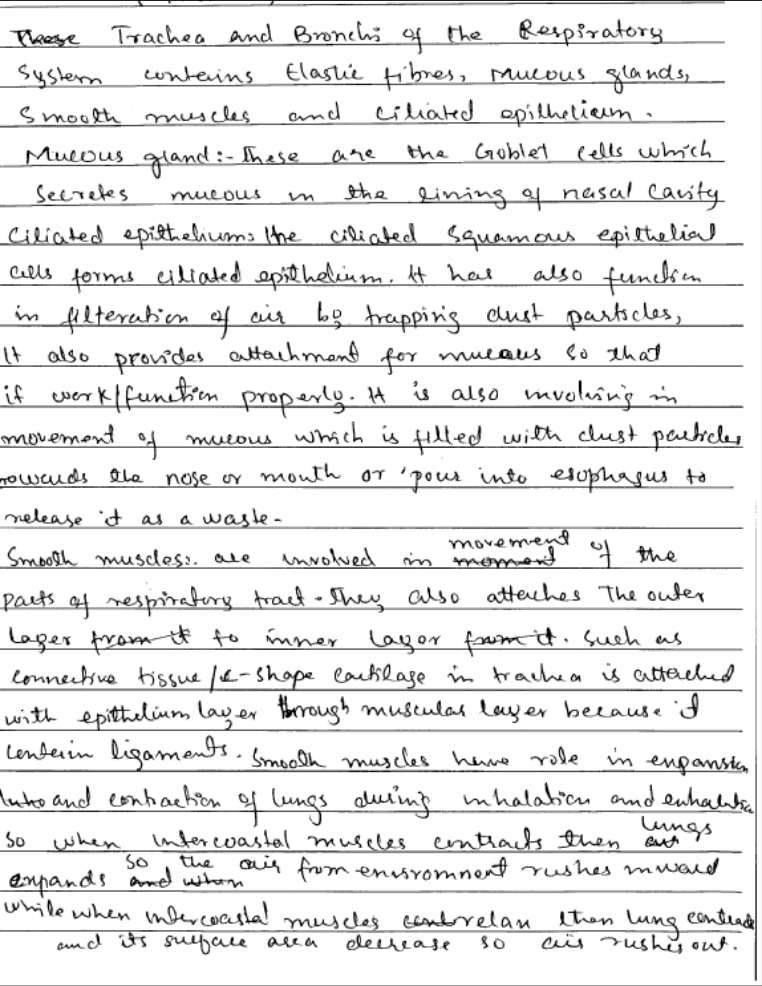 Trachea and Bronchi of the Respiratory
System contains Elastic fibres, Mucous glands,
Smooth muscles and ciliated epithelium.
Mucous gland:- These are the Goblet cells which
Secretes mucous in the lining of nasal Cavity
Ciliated epithelium: the ciliated squamous epithelial
cells forms ciliated epithelium. It has also function
in filteration of air by trapping dust particles,
It also provides attachment for mucous so that
if work/function properly. It is also involving in
movement of mucous which is filled with dust particles
towards the nose or mouth or pour into esophagus to
release it as a waste-
Smooth muscles:. are involved in movement of the
parts of respiratory tract. They also attaches The outer
layer from it to inner layer from it. Such as
connective tissue/C-shape cartilage in trachea is attached
with epithelium layer through muscular layer because it
contain ligaments. Smooth muscles have role in expansion
and contraction of lungs during inhalation and exhalation
so when intercoastal muscles contracts then lungs
expands so the air from environment rushes inward
while when intercoastal muscles relax then lung contracts
and its surface area decrease so air rushes out.